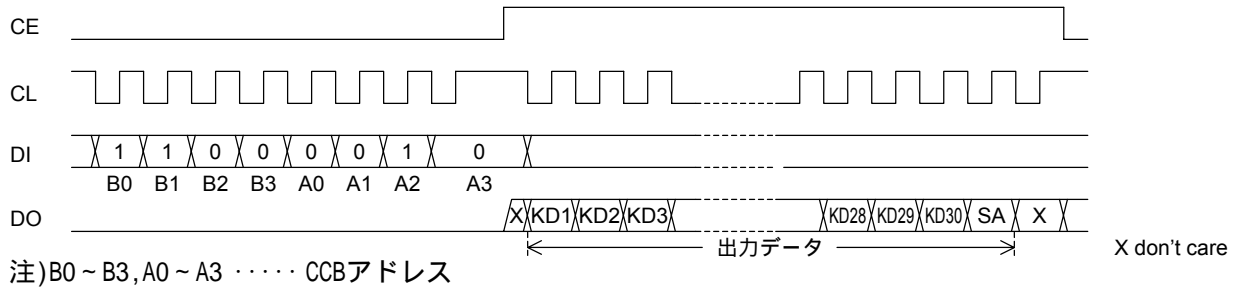 CE
CL
DI 1 1 0 0 0 0 1 0
B0 B1 B2 B3 A0 A1 A2 A3
DO X KD1 KD2 KD3 KD28 KD29 KD30 SA X
出力データ X don't care
注)B0～B3,A0～A3 ····· CCBアドレス